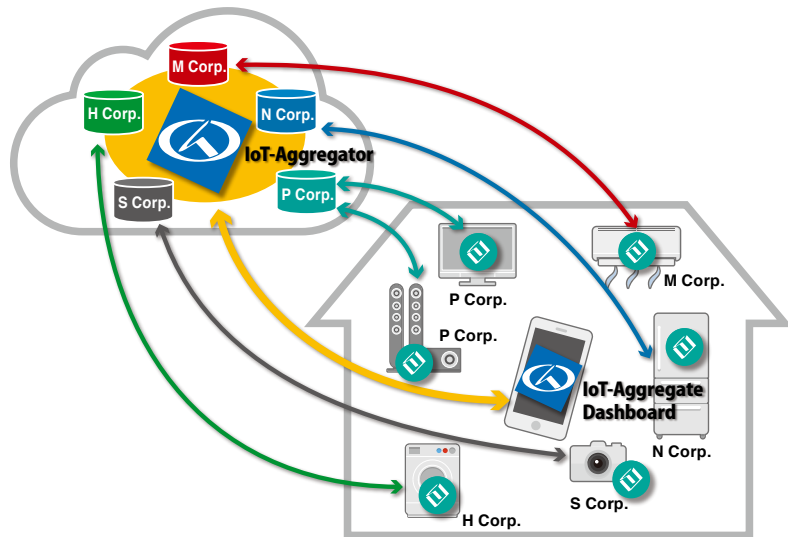 M Corp.
H Corp.
N Corp.
IoT-Aggregator
S Corp.
P Corp.
P Corp.
M Corp.
P Corp.
IoT-Aggregate
Dashboard
N Corp.
S Corp.
H Corp.